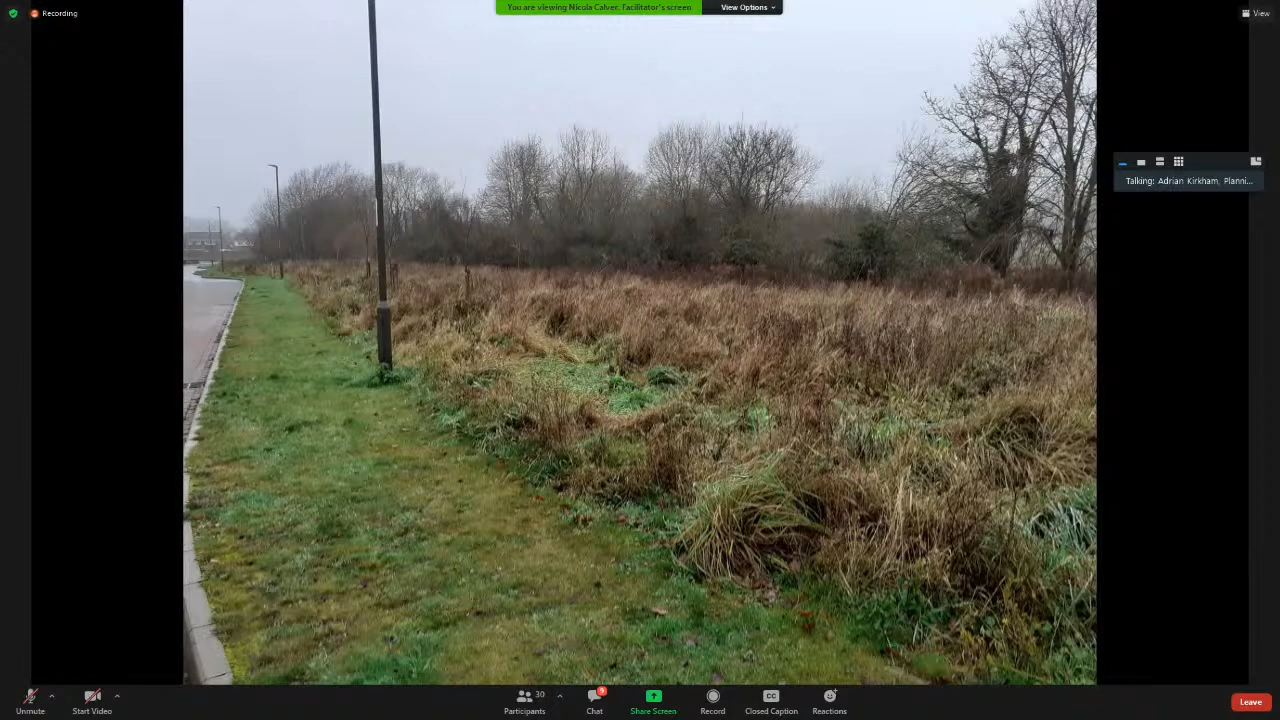 Recording
You are viewing Nicola Calver, Facilitator's screen
View Options
View
Talking: Adrian Kirkham, Planni...
Unmute
Start Video
Participants
30
Chat
9
Share Screen
Record
CC
Closed Caption
Reactions
Leave